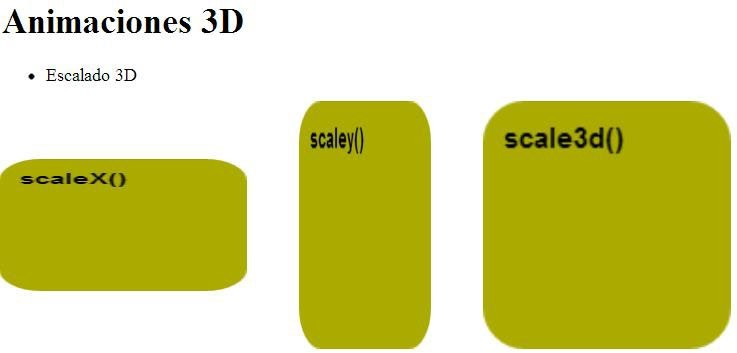 Animaciones 3D
Escalado 3D
scaleX()
scaley()
scale3d()